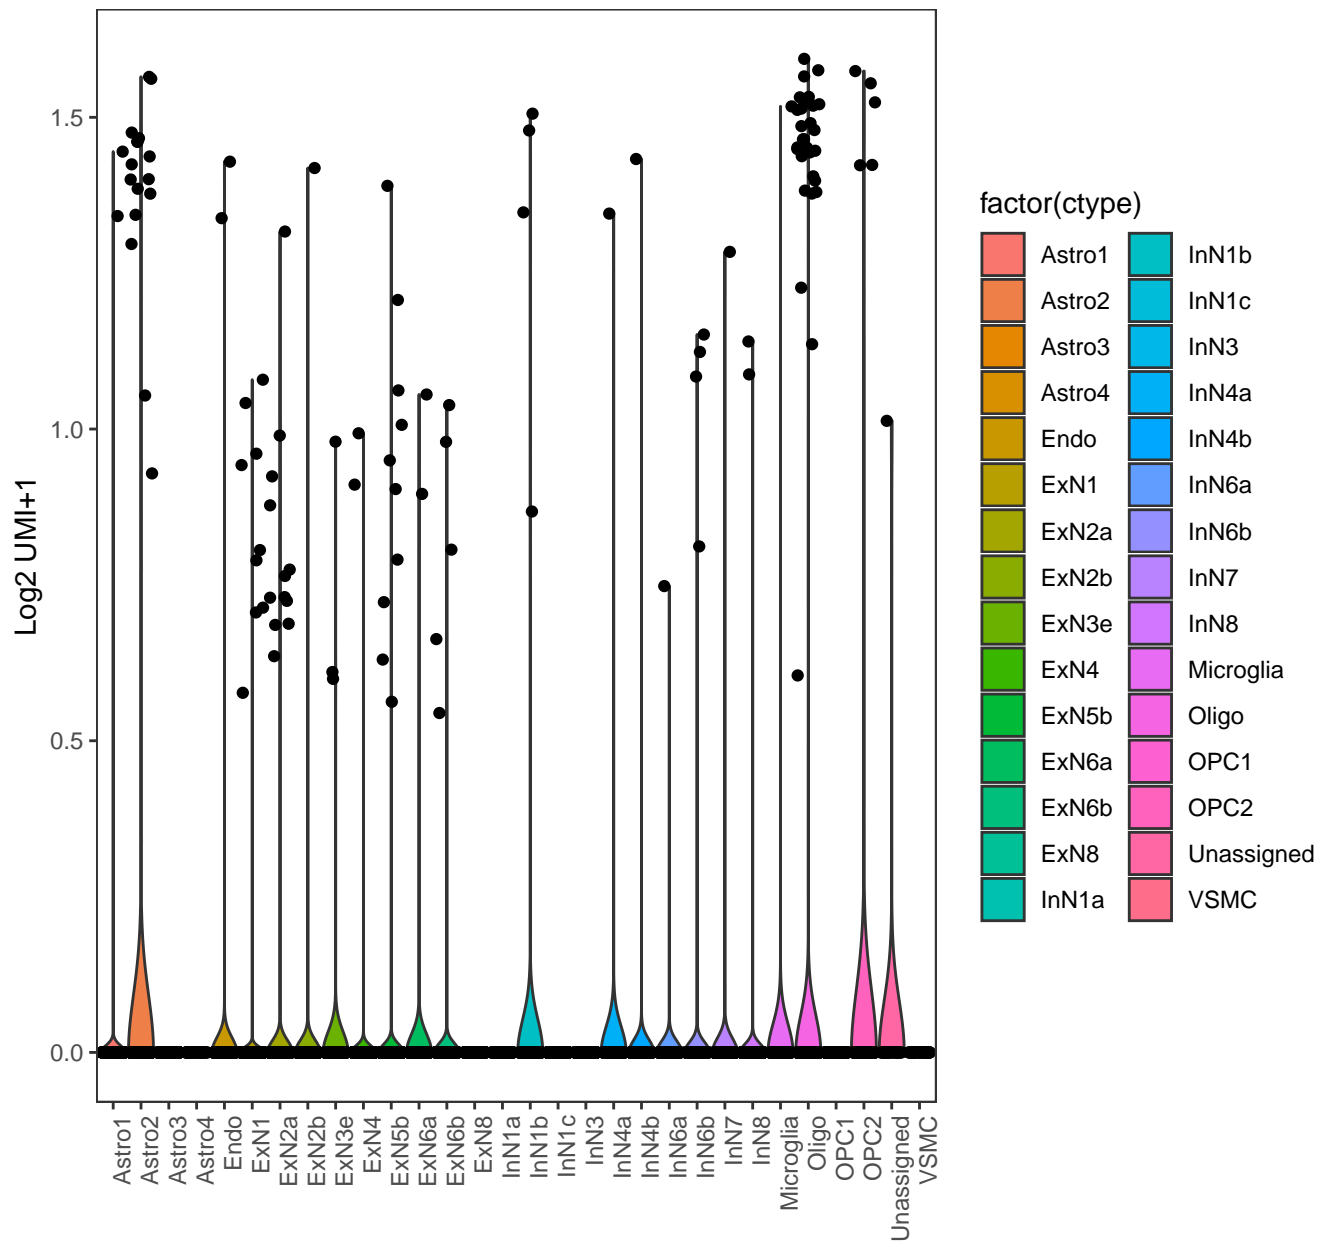 Log2 UMI+1
1.5
1.0
0.5
0.0
Astro1
Astro2
Astro3
Astro4
Endo
ExN1
ExN2a
ExN2b
ExN3e
ExN4
ExN5b
ExN6a
ExN6b
ExN8
InN1a
InN1b
InN1c
InN3
InN4a
InN4b
InN6a
InN6b
InN7
InN8
Microglia
Oligo
OPC1
OPC2
Unassigned
VSMC
factor(ctype)
Astro1
Astro2
Astro3
Astro4
Endo
ExN1
ExN2a
ExN2b
ExN3e
ExN4
ExN5b
ExN6a
ExN6b
ExN8
InN1a
InN1b
InN1c
InN3
InN4a
InN4b
InN6a
InN6b
InN7
InN8
Microglia
Oligo
OPC1
OPC2
Unassigned
VSMC